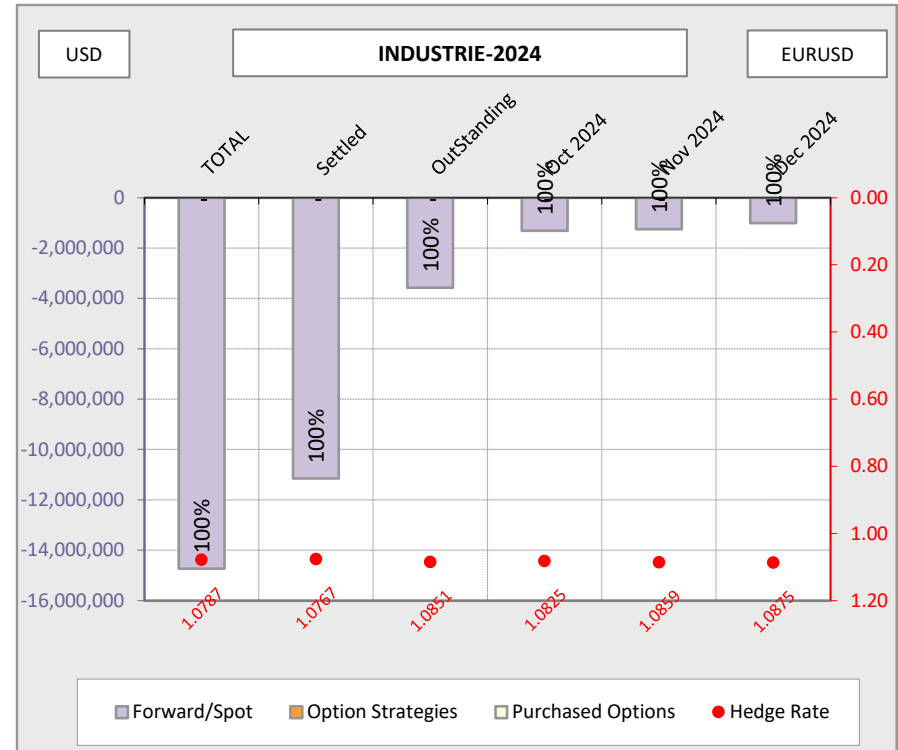 USD
INDUSTRIE-2024
EURUSD
TOTAL
Settled
OutStanding
Oct 2024
Nov 2024
Dec 2024
0
-2,000,000
-4,000,000
-6,000,000
-8,000,000
-10,000,000
-12,000,000
-14,000,000
-16,000,000
-
-
-
100%
100%
100%
100%
100%
100%
0.00
0.20
0.40
0.60
0.80
1.00
1.20
1.0787
1.0767
1.0851
1.0825
1.0859
1.0875
Forward/Spot
Option Strategies
Purchased Options
Hedge Rate